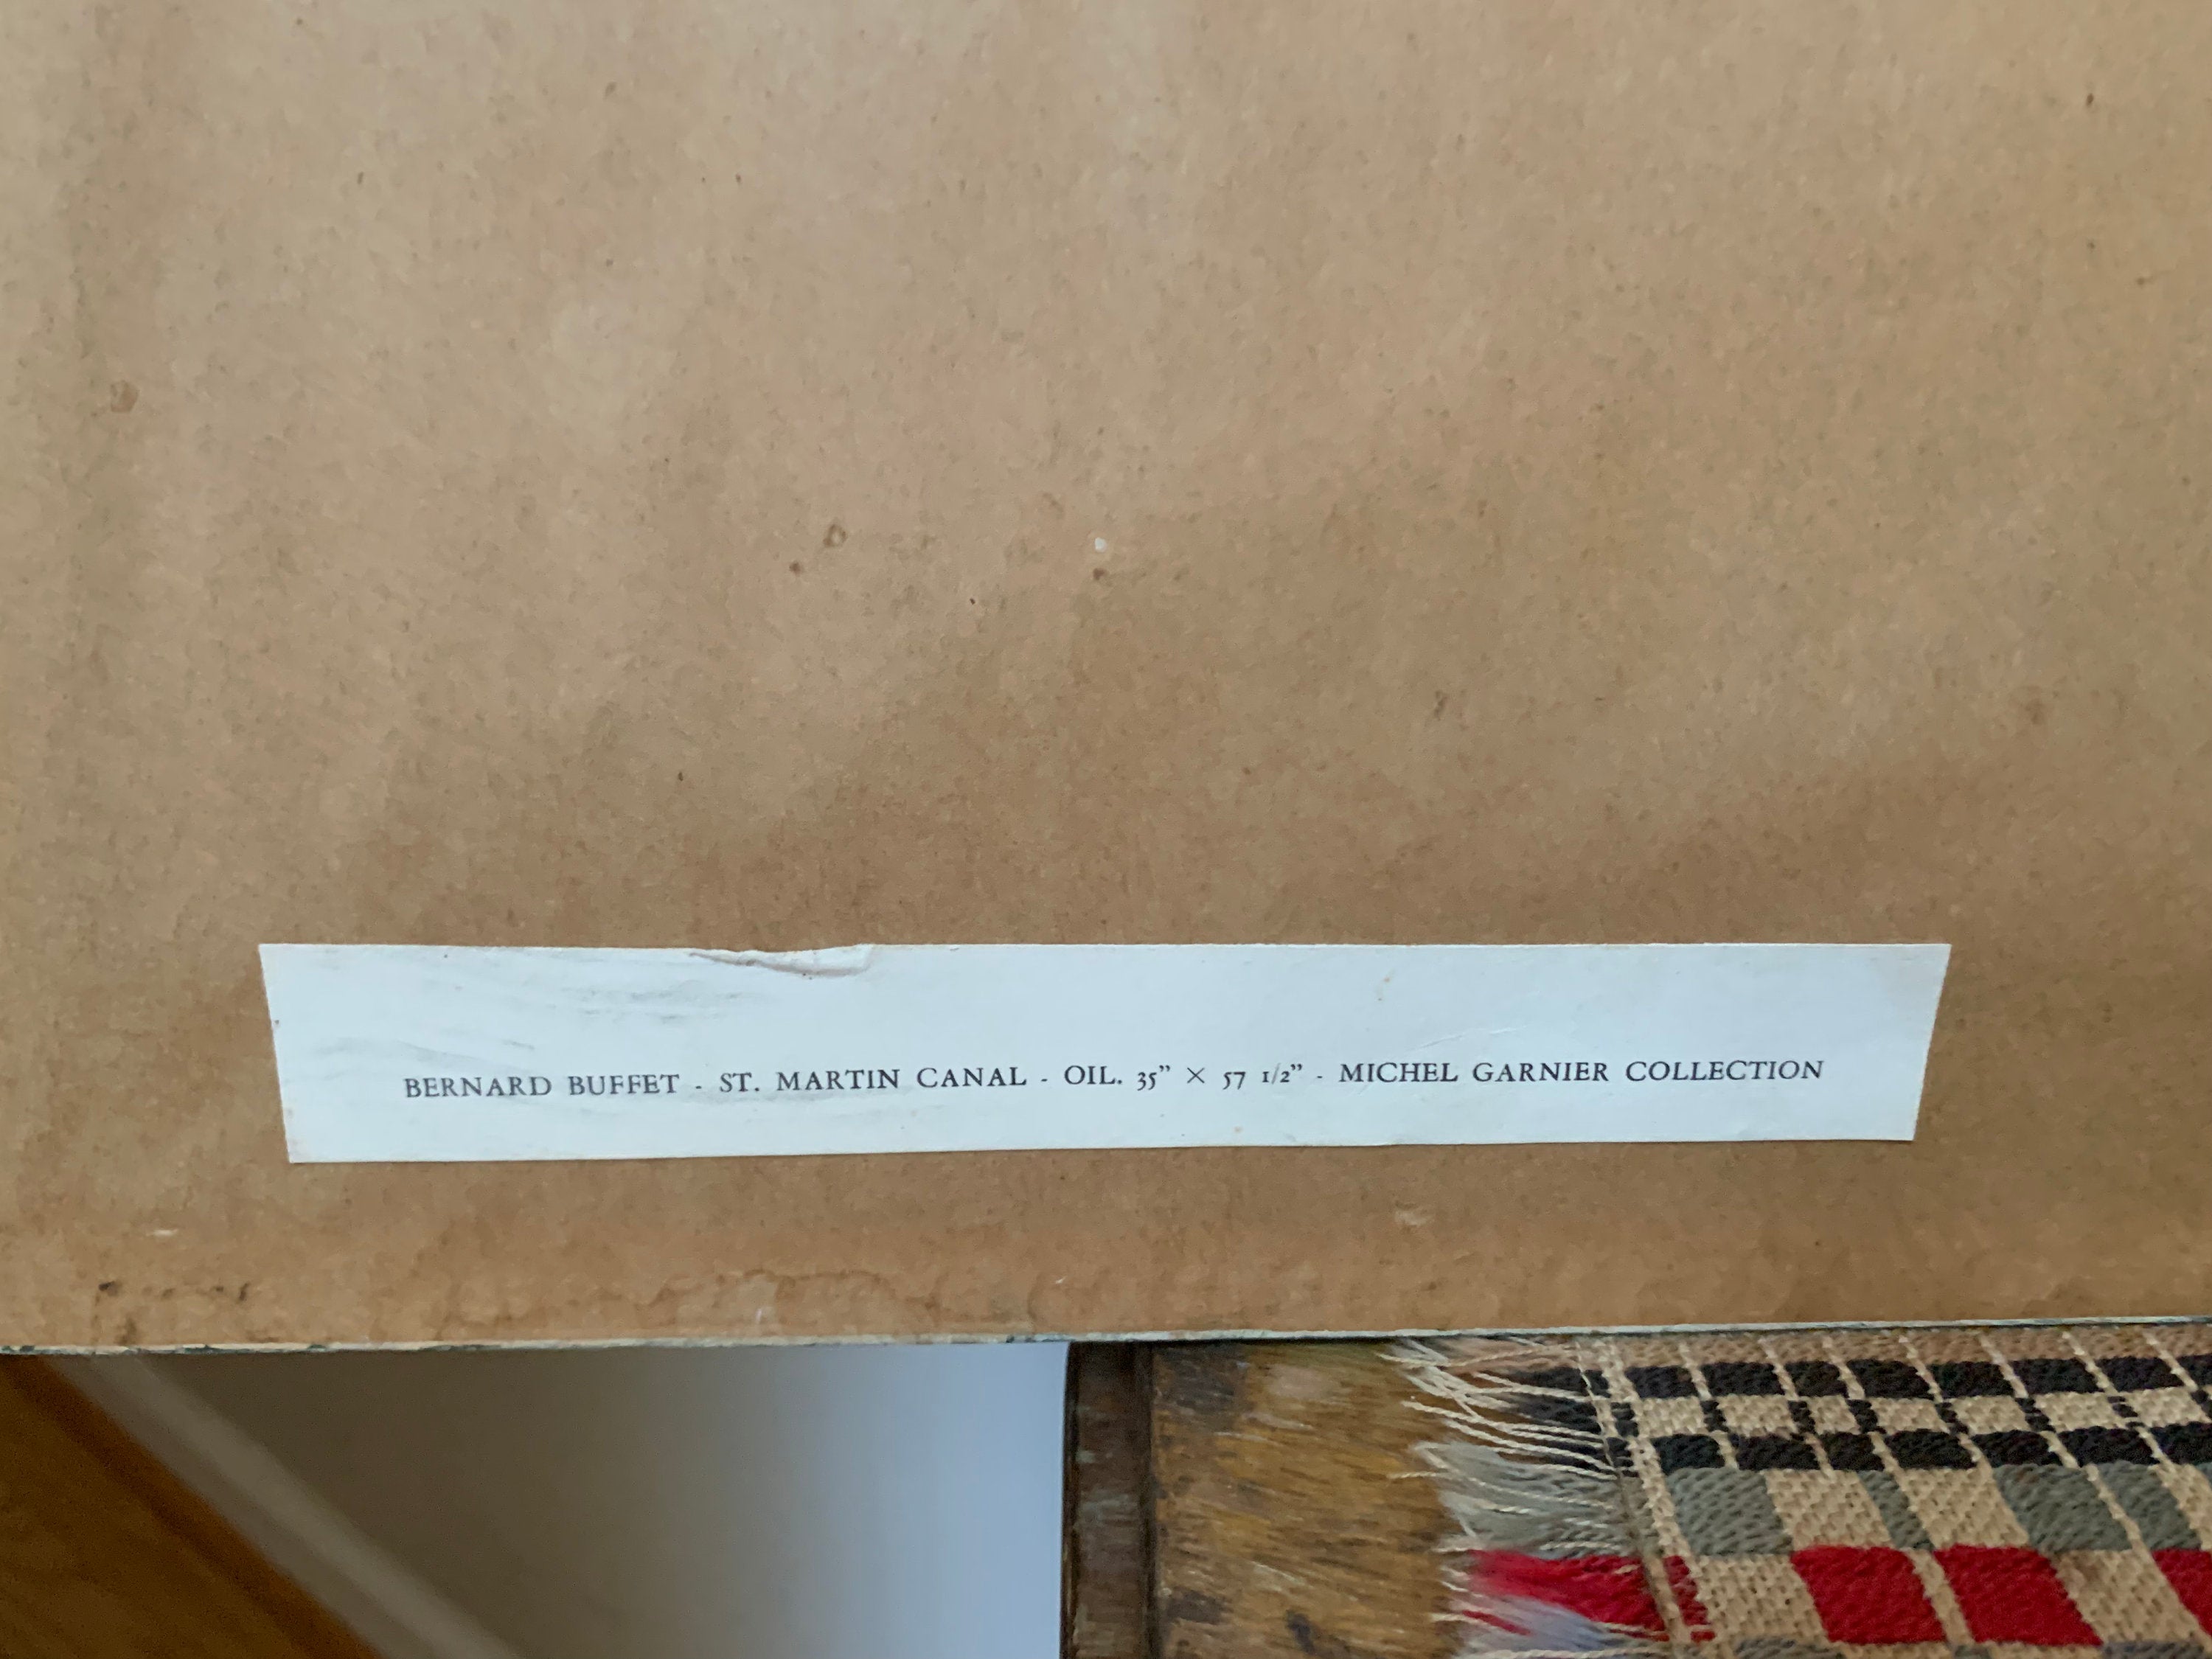 BERNARD BUFFET - ST. MARTIN CANAL - OIL. 35” × 57 1/2” - MICHEL GARNIER COLLECTION